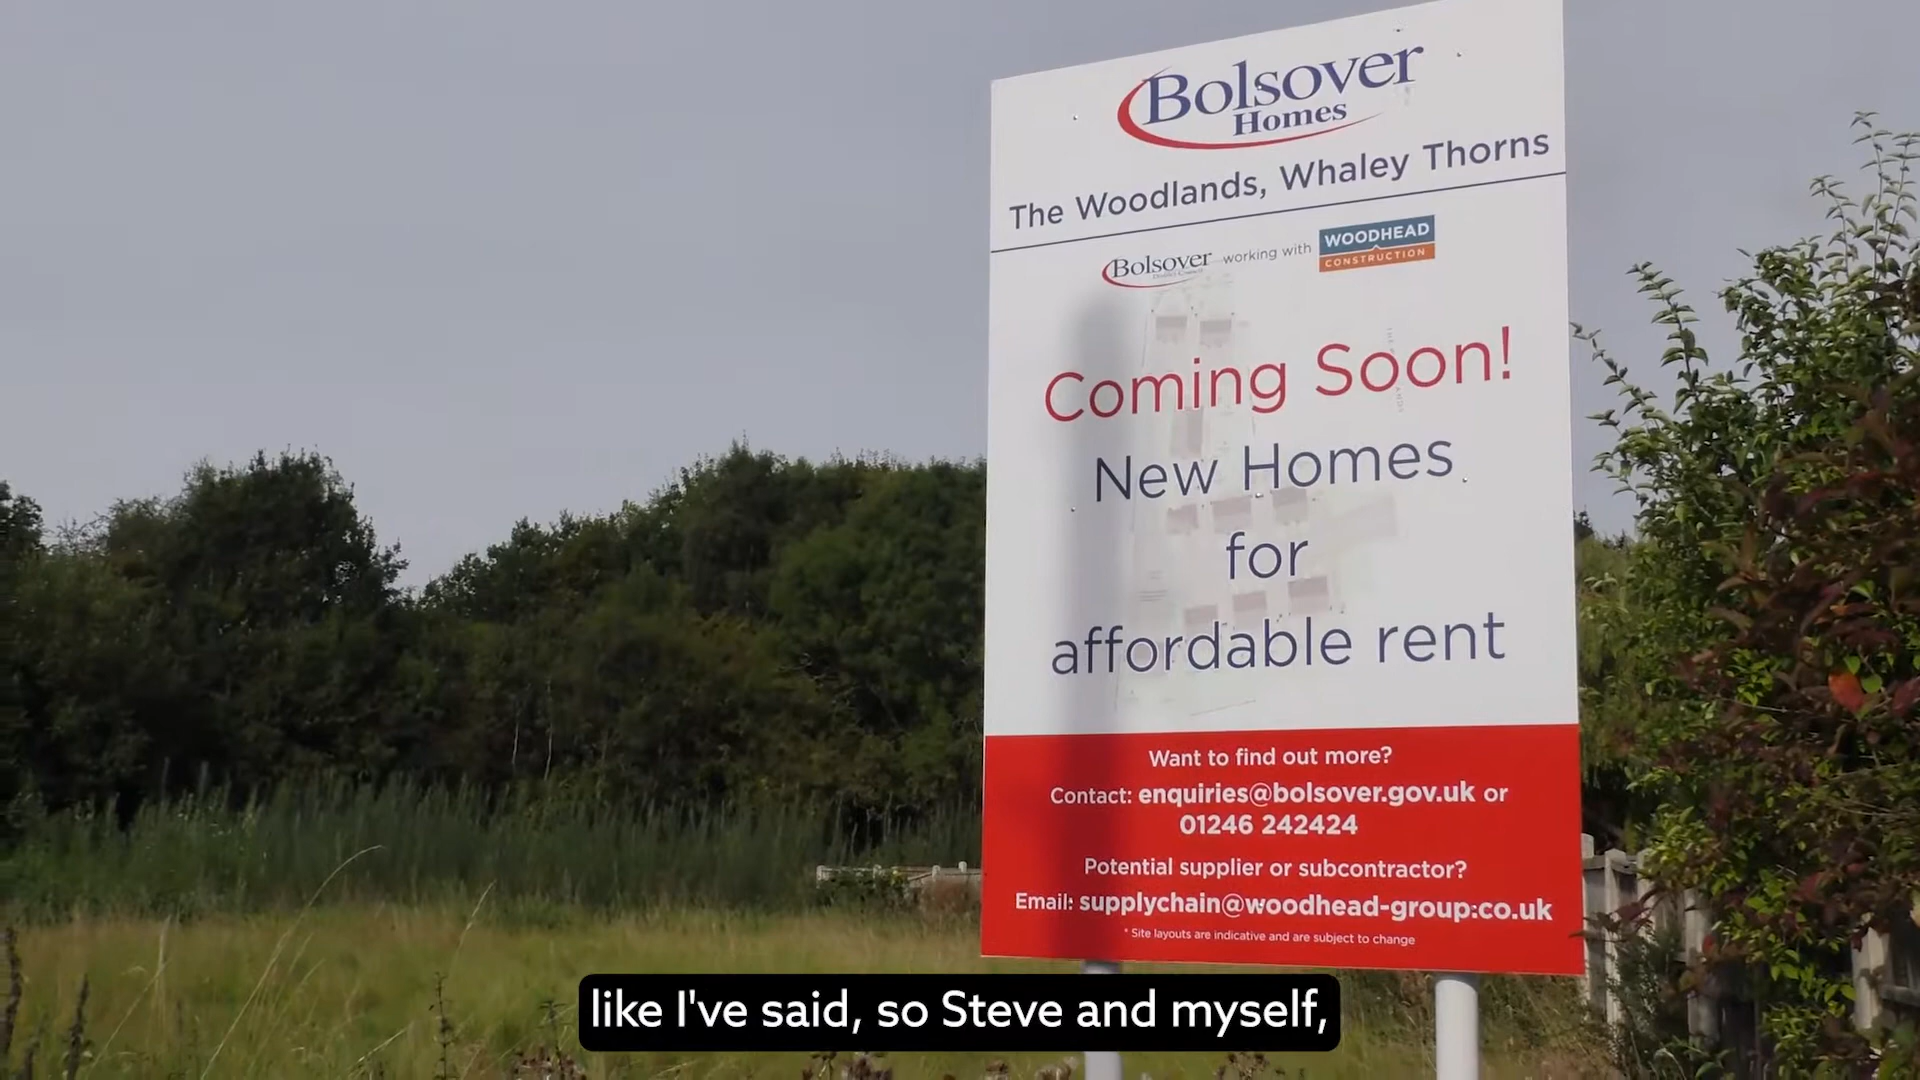 Bolsover
Homes
The Woodlands, Whaley Thorns
Bolsover
District Council
working with
WOODHEAD
CONSTRUCTION
Coming Soon!
New Homes
for
affordable rent
Want to find out more?
Contact: enquiries@bolsover.gov.uk or
01246 242424
Potential supplier or subcontractor?
Email: supplychain@woodhead-group.co.uk
* Site layouts are indicative and are subject to change
like I've said, so Steve and myself,